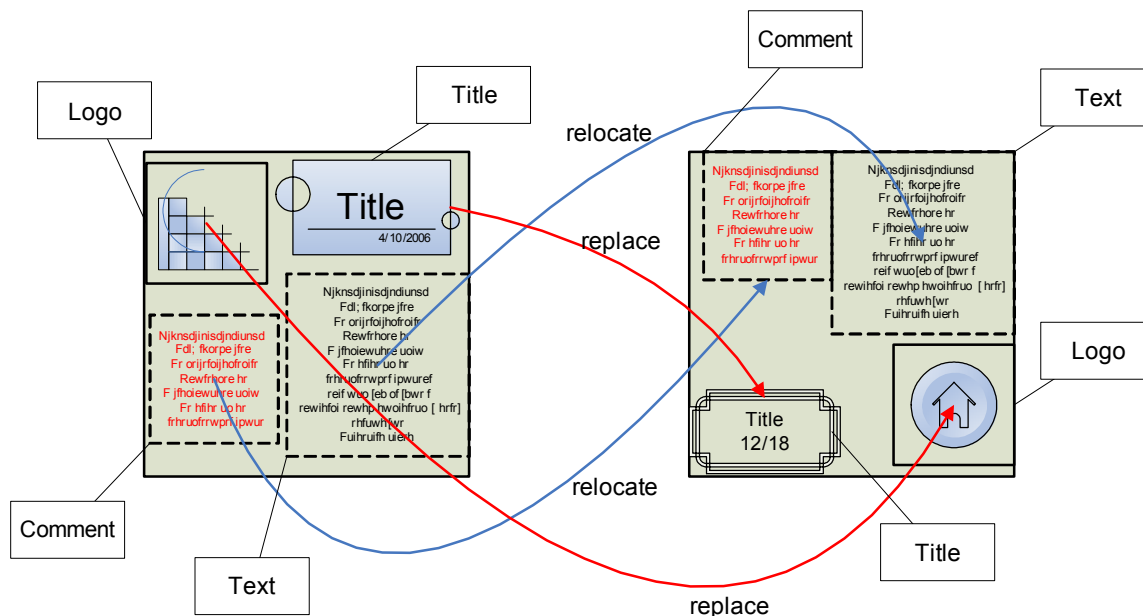 Comment
Logo
Title
Text
relocate
Title
4/10/2006
replace
Njknsdjinisdjndiunsd
Fdl; fkorpe jfre
Fr orijrfoijhofroifr
Rewfrhore hr
F jfhoiewuhre uoiw
Fr hfihr uo hr
frhruofrrwprf ipwur
Njknsdjinisdjndiunsd
Fdl; fkorpe jfre
Fr orijrfoijhofroifr
Rewfrhore hr
F jfhoiewuhre uoiw
Fr hfihr uo hr
frhruofrrwprf ipwuref
reif wuo [eb of [bwr f
rewihfoi rewhp hwoihfruo [ hrfr]
rhfuwh[wr
Fuihruifh uierh
Njknsdjinisdjndiunsd
Fdl; fkorpe jfre
Fr orijrfoijhofroifr
Rewfrhore hr
F jfhoiewuhre uoiw
Fr hfihr uo hr
frhruofrrwprf ipwur
Njknsdjinisdjndiunsd
Fdl; fkorpe jfre
Fr orijrfoijhofroifr
Rewfrhore hr
F jfhoiewuhre uoiw
Fr hfihr uo hr
frhruofrrwprf ipwuref
reif wuo[eb of [bwr f
rewihfoi rewhp hwoihfruo [ hrfr]
rhfuwh[wr
Fuihruifh uierh
Logo
Title
12/18
relocate
Comment
Text
Title
replace